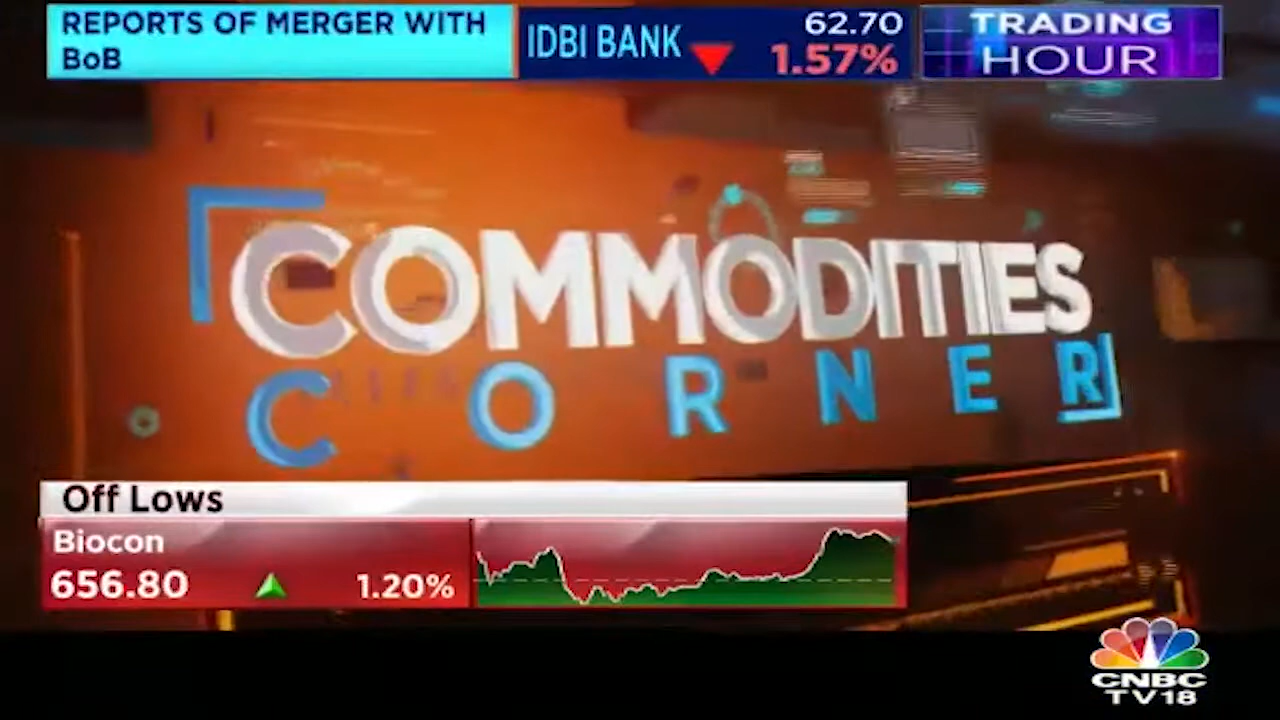 REPORTS OF MERGER WITH
BoB
IDBI BANK
62.70
1.57%
TRADING
HOUR
COMMODITIES
CORNER
Off Lows
Biocon
656.80
1.20%
CNBC
TV18